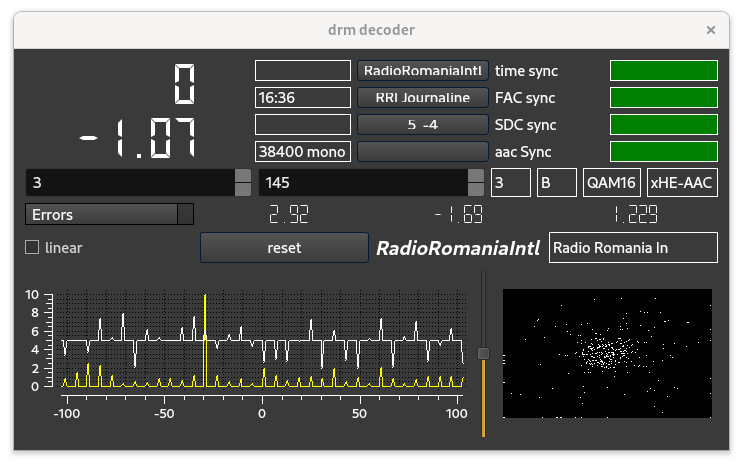 drm decoder ×
0 RadioRomaniaIntl time sync
16:36 RRI Journaline FAC sync
-1.07 5 -4 SDC sync
38400 mono aac Sync
3 145 3 B QAM16 xHE-AAC
Errors 2.92 -1.69 1.229
linear reset RadioRomaniaIntl Radio Romania In
10
8
6
4
2
0
-100 -50 0 50 100